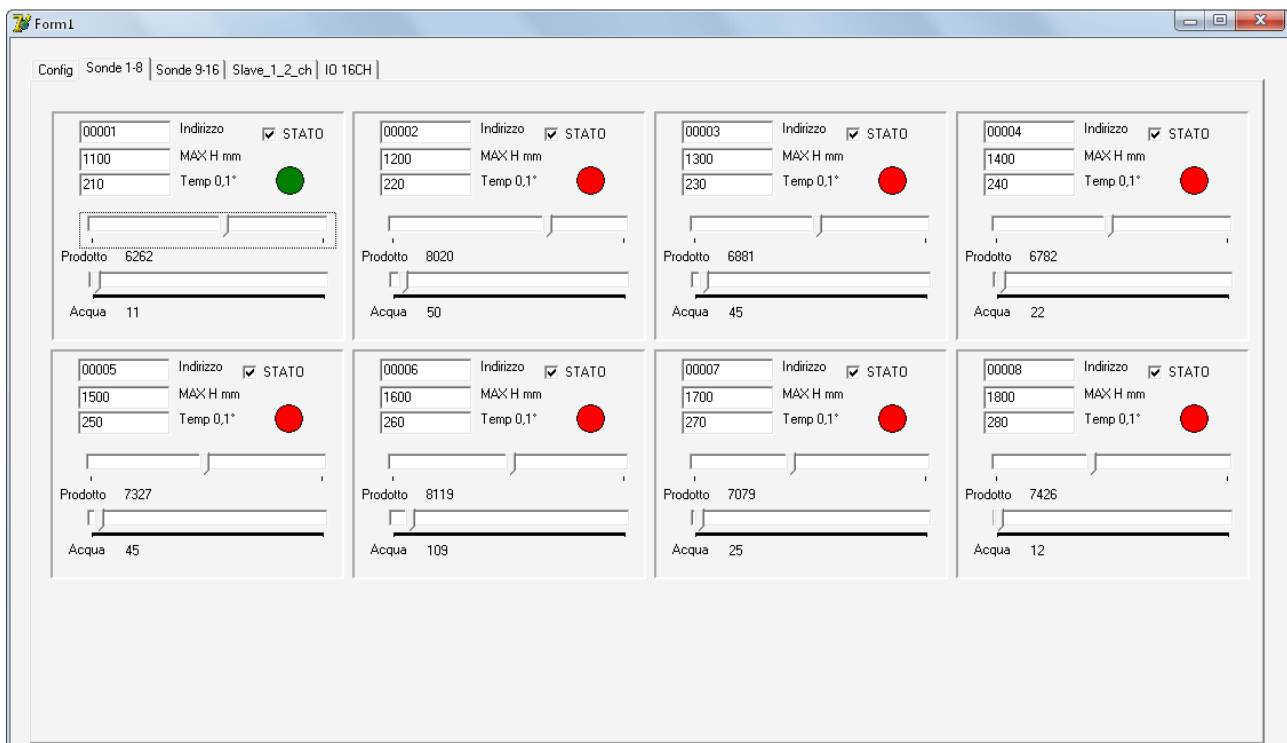 Form1
Config Sonde 1-8 Sonde 9-16 Slave_1_2_ch IO 16CH
00001 Indirizzo STATO
1100 MAX H mm
210 Temp 0,1°
Prodotto 6262
Acqua 11
00002 Indirizzo STATO
1200 MAX H mm
220 Temp 0,1°
Prodotto 8020
Acqua 50
00003 Indirizzo STATO
1300 MAX H mm
230 Temp 0,1°
Prodotto 6881
Acqua 45
00004 Indirizzo STATO
1400 MAX H mm
240 Temp 0,1°
Prodotto 6782
Acqua 22
00005 Indirizzo STATO
1500 MAX H mm
250 Temp 0,1°
Prodotto 7327
Acqua 45
00006 Indirizzo STATO
1600 MAX H mm
260 Temp 0,1°
Prodotto 8119
Acqua 109
00007 Indirizzo STATO
1700 MAX H mm
270 Temp 0,1°
Prodotto 7079
Acqua 25
00008 Indirizzo STATO
1800 MAX H mm
280 Temp 0,1°
Prodotto 7426
Acqua 12